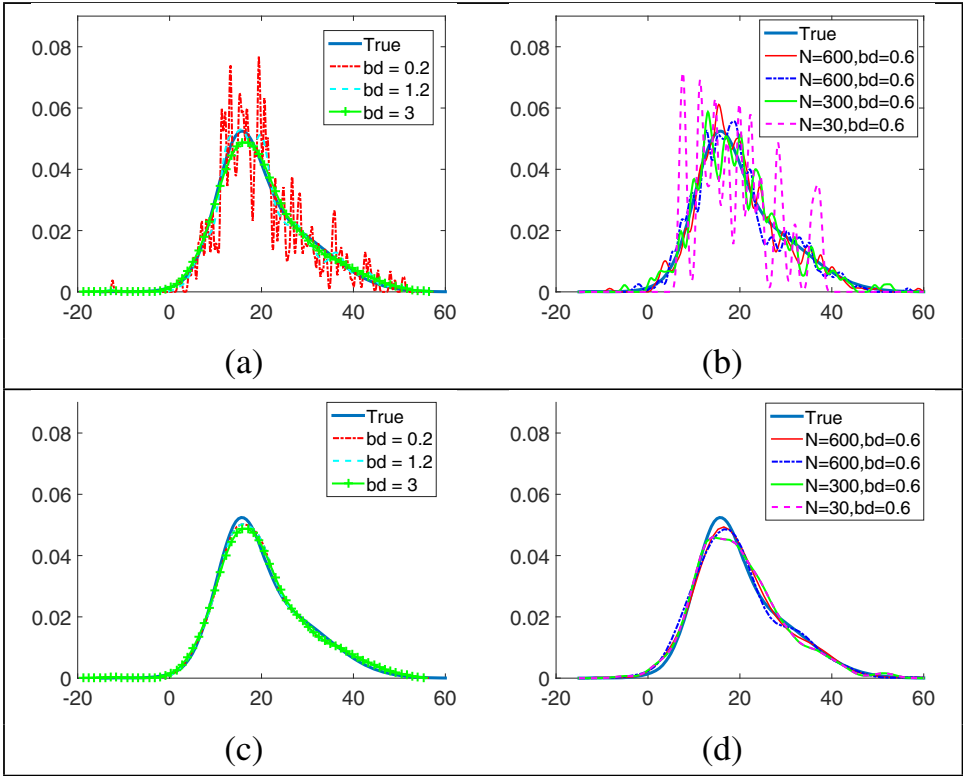 0.08
0.06
0.04
0.02
0
-20 0 20 40 60
True
bd = 0.2
bd = 1.2
bd = 3
(a)
0.08
0.06
0.04
0.02
0
-20 0 20 40 60
True
N=600,bd=0.6
N=600,bd=0.6
N=300,bd=0.6
N=30,bd=0.6
(b)
0.08
0.06
0.04
0.02
0
-20 0 20 40 60
True
bd = 0.2
bd = 1.2
bd = 3
(c)
0.08
0.06
0.04
0.02
0
-20 0 20 40 60
True
N=600,bd=0.6
N=600,bd=0.6
N=300,bd=0.6
N=30,bd=0.6
(d)